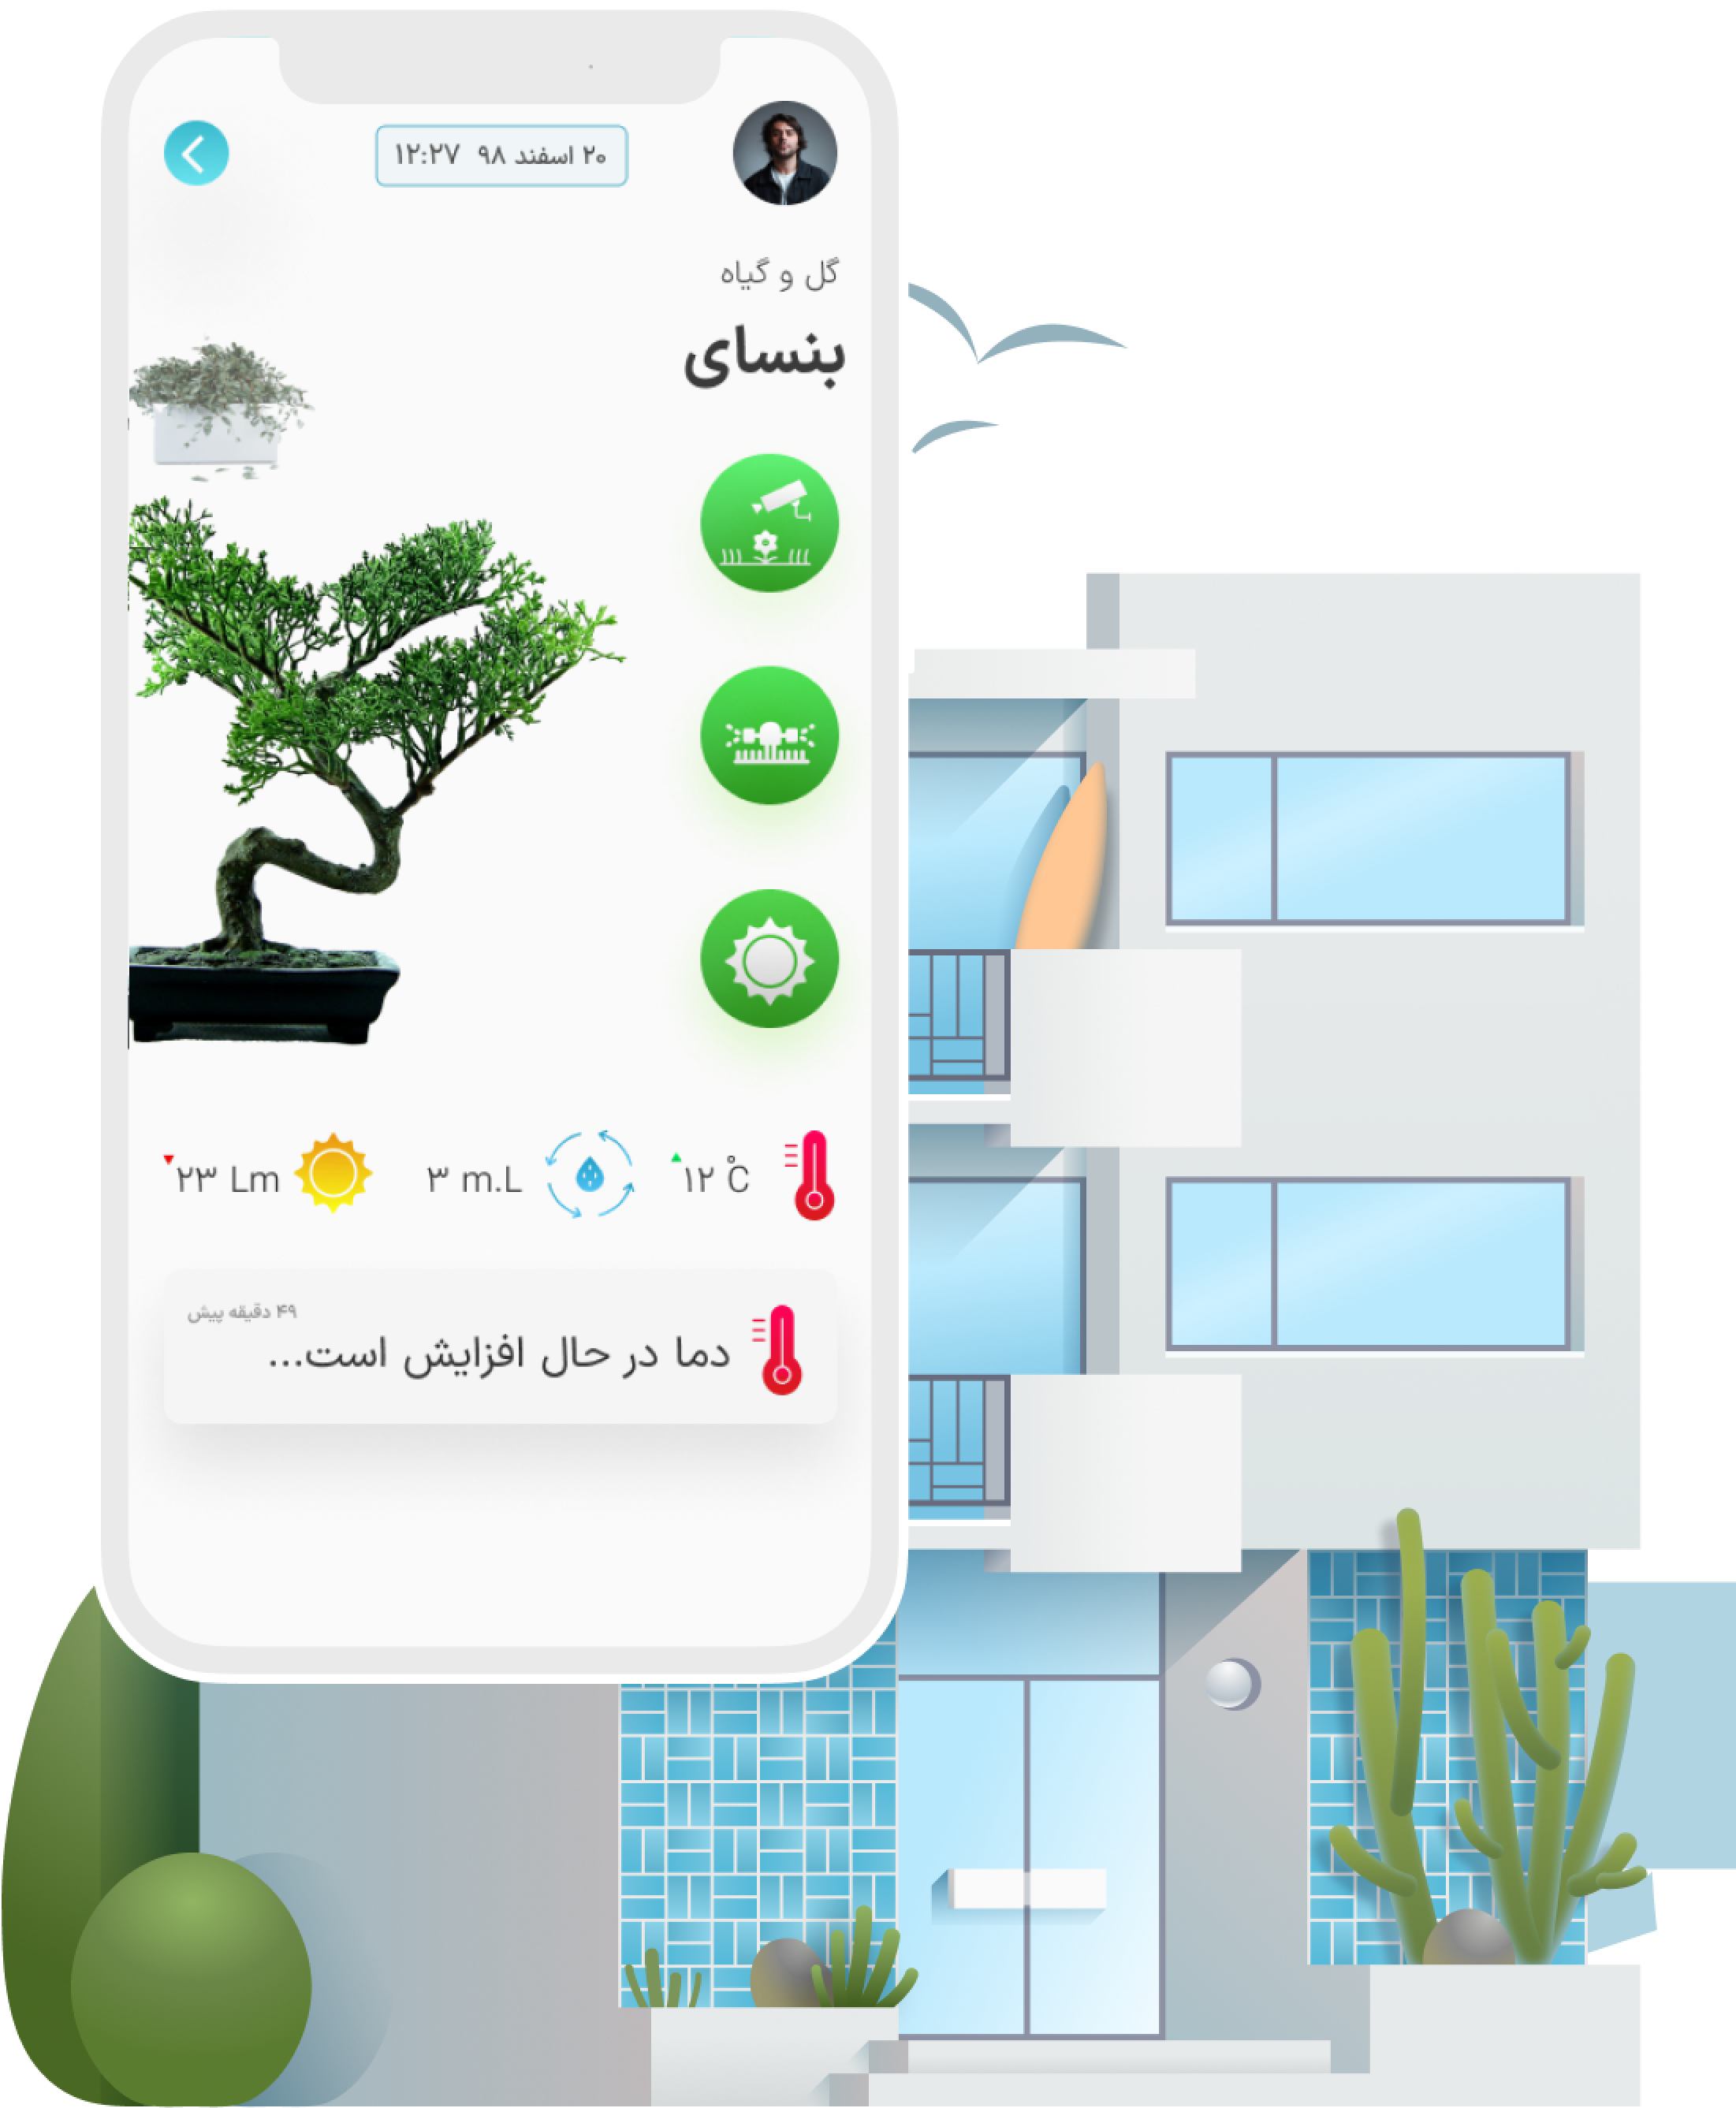 ۲۰ اسفند ۹۸ ۱۲:۲۷
گل و گیاه
بنسای
۱۲ °C
۳ m.L
۲۳ Lm
۴۹ دقیقه پیش
دما در حال افزایش است...